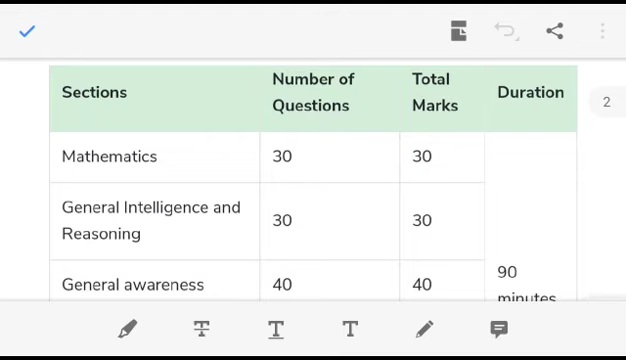 Sections
Number of
Questions
Total
Marks
Duration
2
Mathematics
30
30
General Intelligence and
Reasoning
30
30
General awareness
40
40
90
minutes
T
T
T